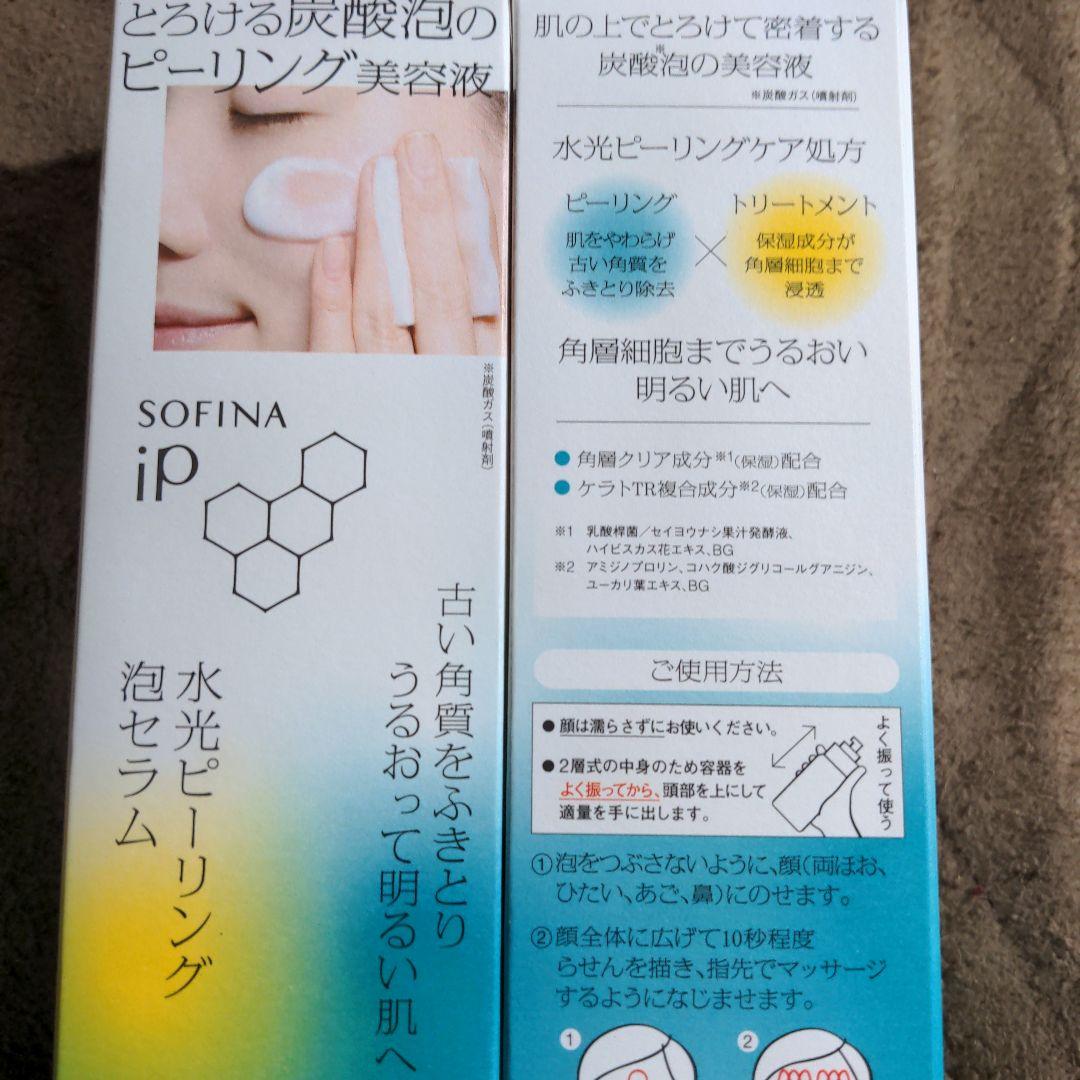 とろける炭酸泡の
ピーリング美容液
※炭酸ガス(噴射剤)
SOFINA
iP
古い角質をふきとり
うるおって明るい肌へ
水光ピーリング
泡セラム
肌の上でとろけて密着する
炭酸泡※の美容液
※炭酸ガス(噴射剤)
水光ピーリングケア処方
ピーリング
肌をやわらげ
古い角質を
ふきとり除去
×
トリートメント
保湿成分が
角層細胞まで
浸透
角層細胞までうるおい
明るい肌へ
●角層クリア成分※1(保湿)配合
●ケラトTR複合成分※2(保湿)配合
※1 乳酸桿菌/セイヨウナシ果汁発酵液、
ハイビスカス花エキス、BG
※2 アミジノプロリン、コハク酸ジグリコールグアニジン、
ユーカリ葉エキス、BG
ご使用方法
●顔は濡らさずにお使いください。
●2層式の中身のため容器を
よく振ってから、頭部を上にして
適量を手に出します。
よく振って使う
①泡をつぶさないように、顔(両ほお、
ひたい、あご、鼻)にのせます。
②顔全体に広げて10秒程度
らせんを描き、指先でマッサージ
するようになじませます。
1
2